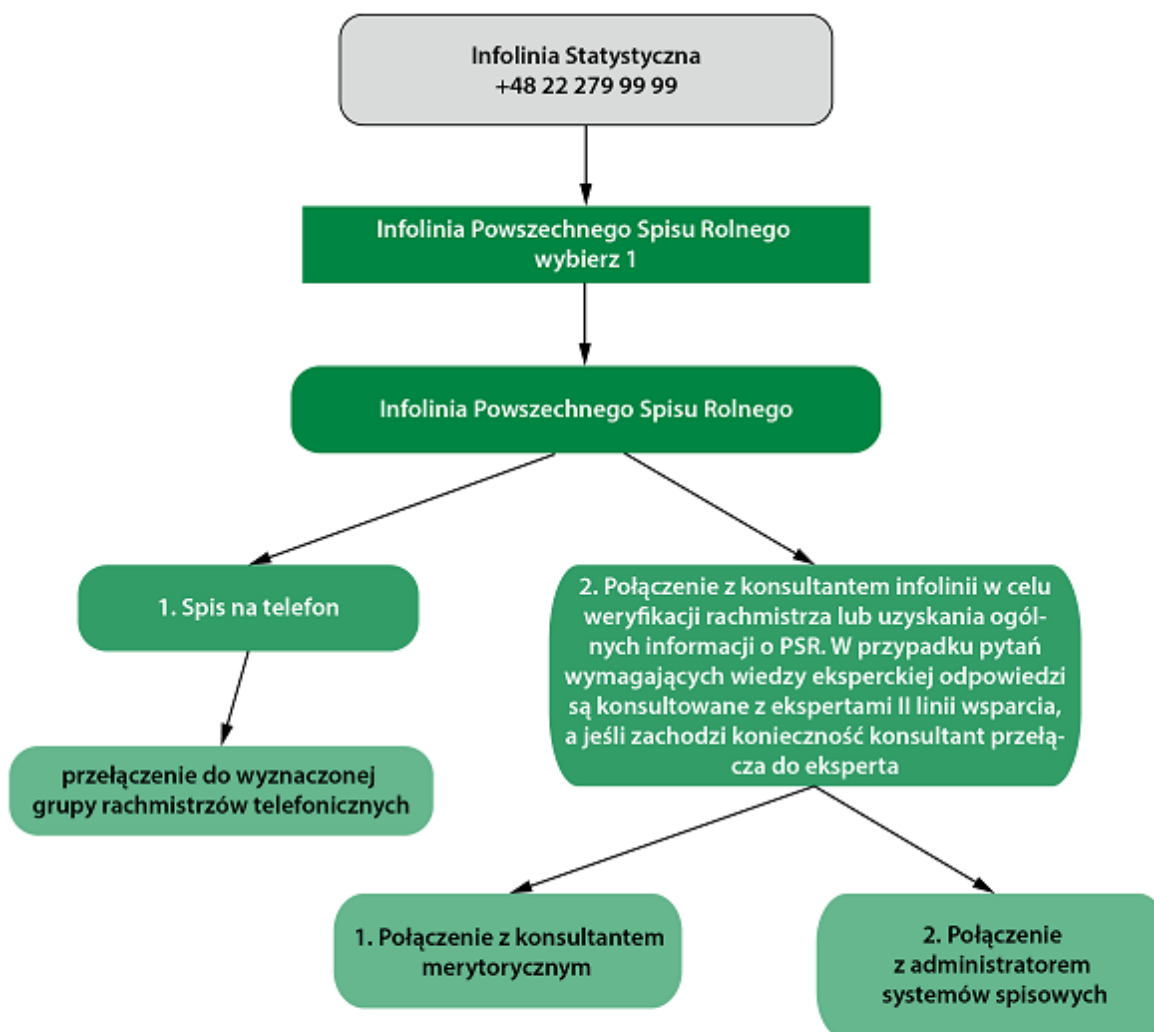 Infolinia Statystyczna
+48 22 279 99 99
Infolinia Powszechnego Spisu Rolnego
wybierz 1
Infolinia Powszechnego Spisu Rolnego
1. Spis na telefon
2. Połączenie z konsultantem infolinii w celu
weryfikacji rachmistrza lub uzyskania ogól-
nych informacji o PSR. W przypadku pytań
wymagających wiedzy eksperckiej odpowiedzi
są konsultowane z ekspertami II linii wsparcia,
a jeśli zachodzi konieczność konsultant przełą-
cza do eksperta
przełączenie do wyznaczonej
grupy rachmistrzów telefonicznych
1. Połączenie z konsultantem
merytorycznym
2. Połączenie
z administratorem
systemów spisowych